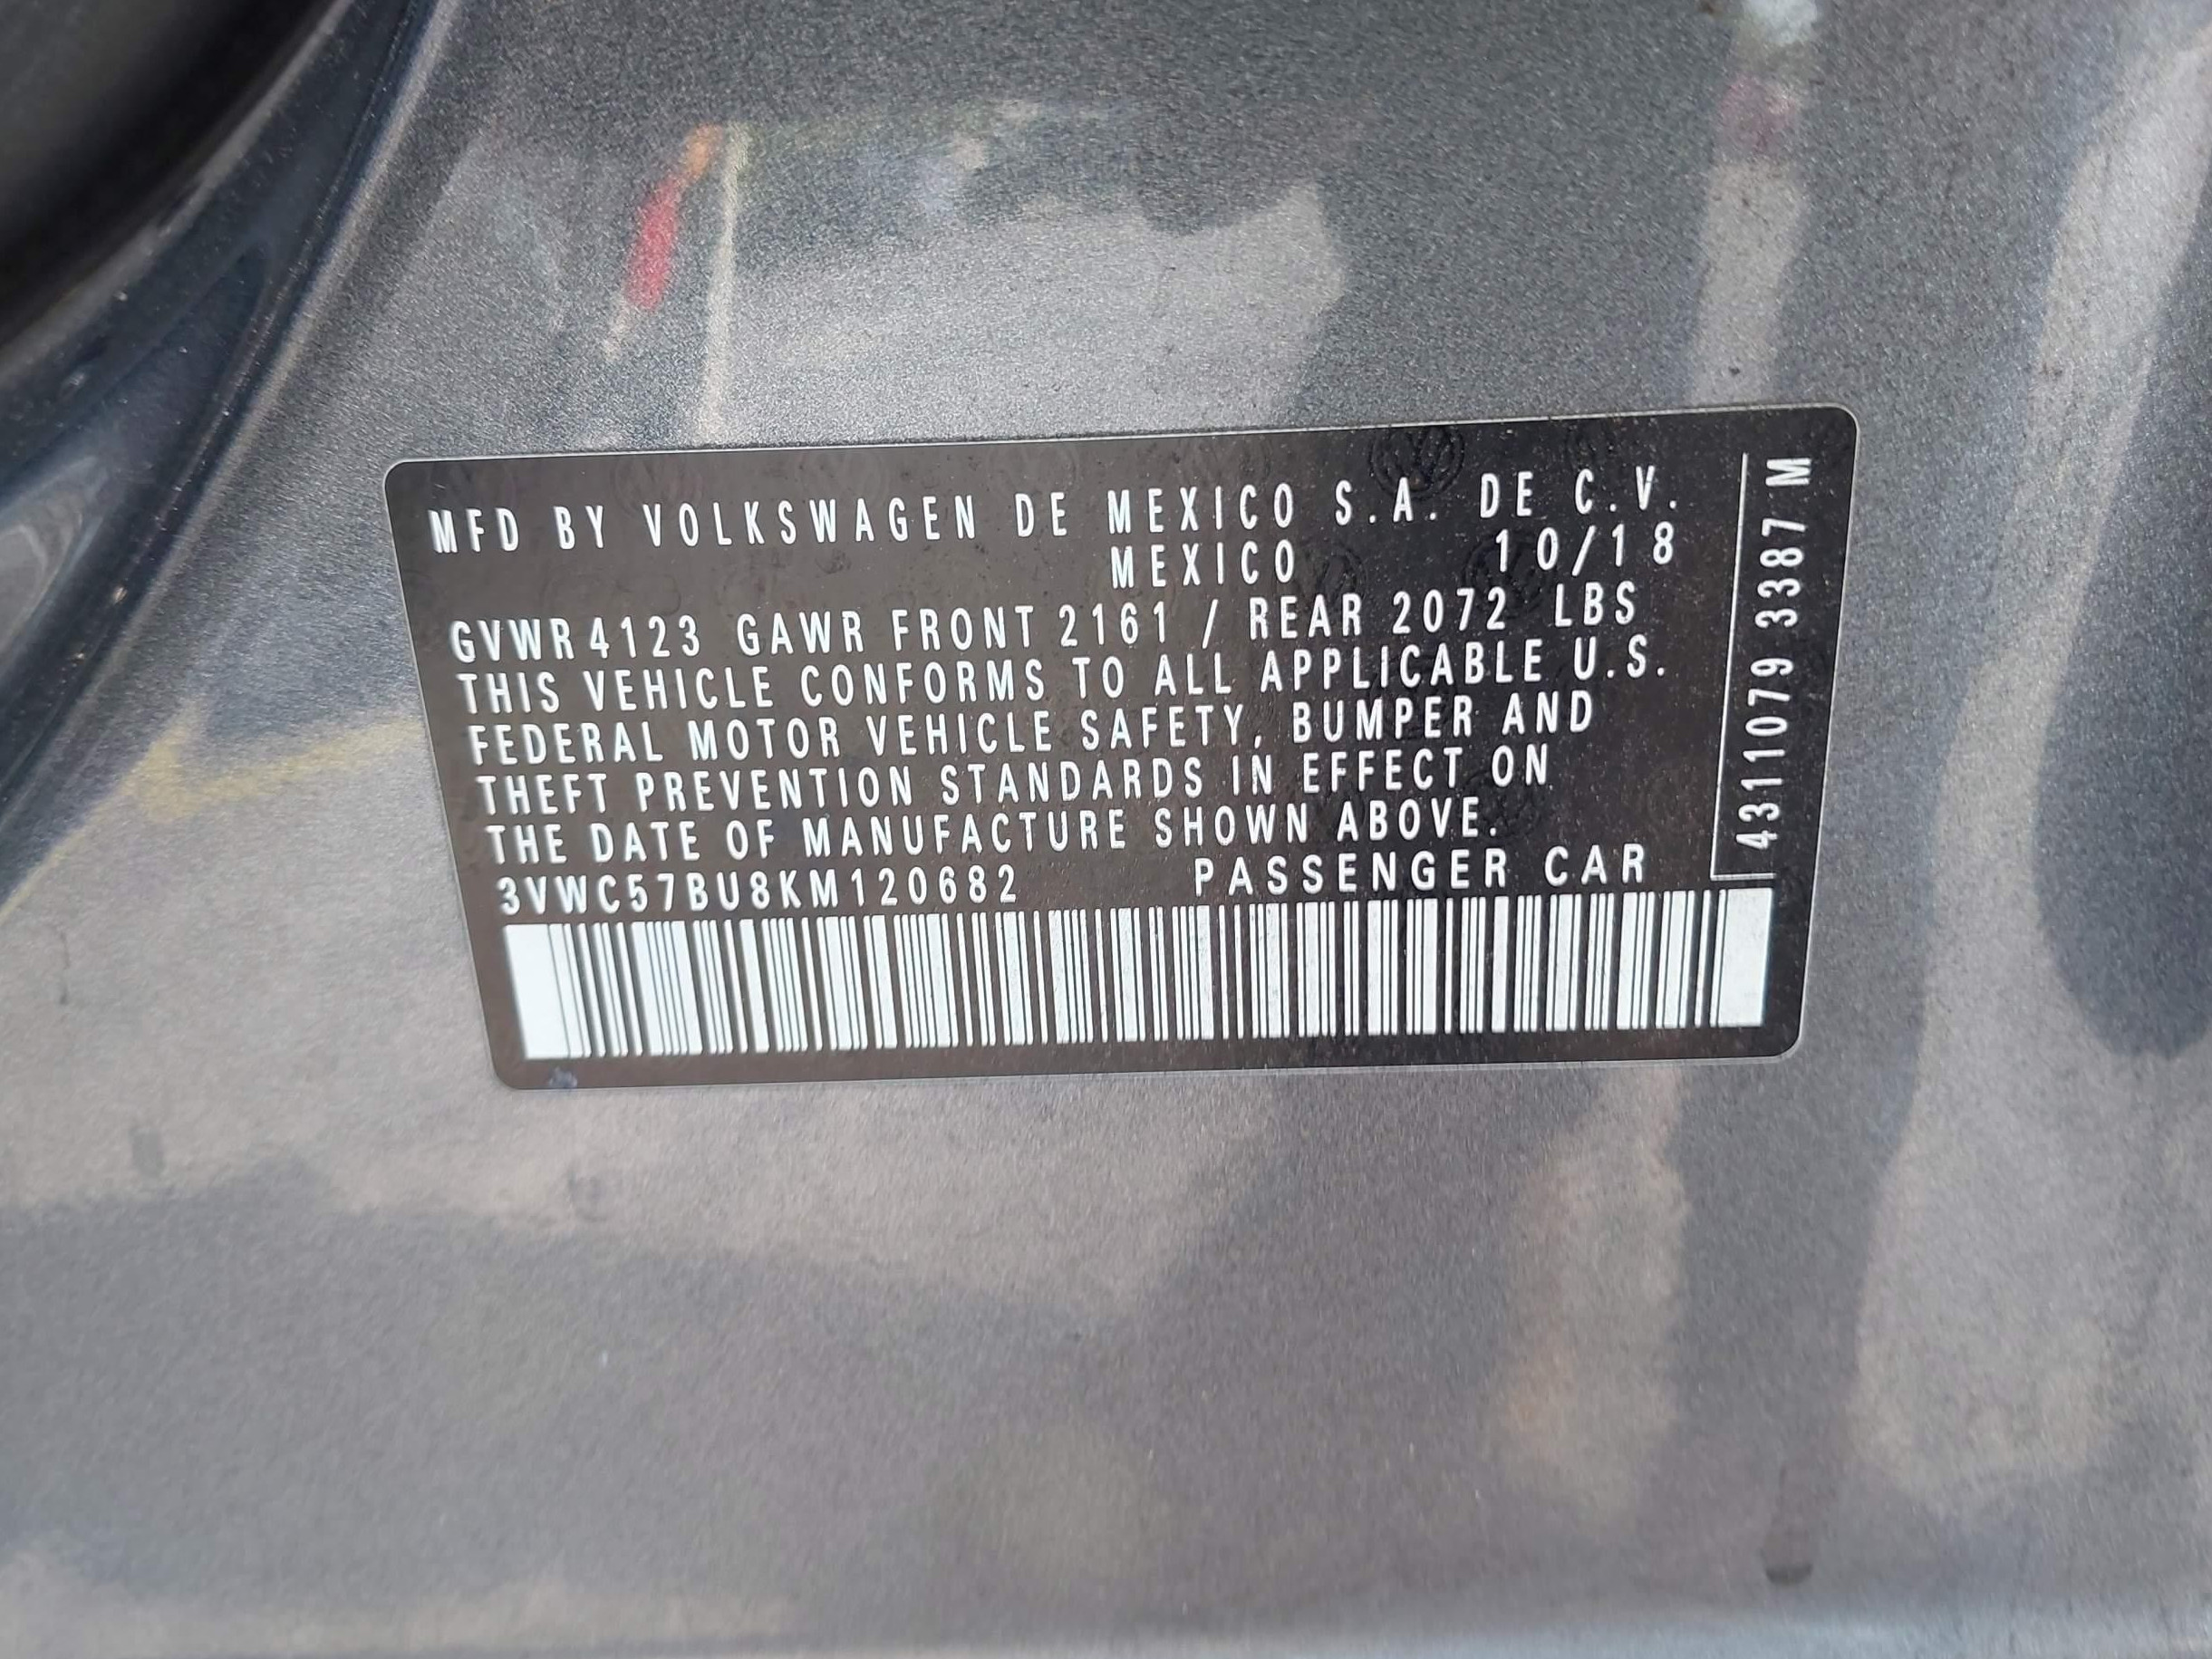 MFD BY VOLKSWAGEN DE MEXICO S.A. DE C.V.
MEXICO 10/18
GVWR 4123 GAWR FRONT 2161 / REAR 2072 LBS
THIS VEHICLE CONFORMS TO ALL APPLICABLE U.S.
FEDERAL MOTOR VEHICLE SAFETY, BUMPER AND
THEFT PREVENTION STANDARDS IN EFFECT ON
THE DATE OF MANUFACTURE SHOWN ABOVE.
3VWC57BU8KM120682 PASSENGER CAR
4311079 3387 M